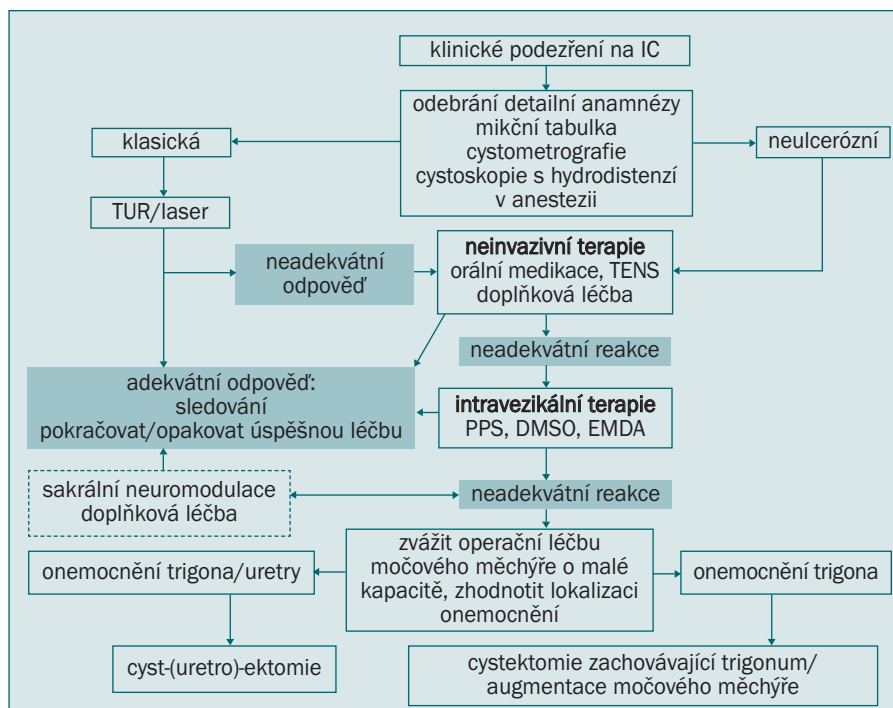 klinické podezření na IC
odebrání detailní anamnézy
mikční tabulka
cystometrografie
cystoskopie s hydrodistenzí
v anestezii
klasická
neulcerózní
TUR/laser
neadekvátní
odpověď
neinvazivní terapie
orální medikace, TENS
doplňková léčba
neadekvátní reakce
adekvátní odpověď:
sledování
pokračovat/opakovat úspěšnou léčbu
intravezikální terapie
PPS, DMSO, EMDA
sakrální neuromodulace
doplňková léčba
neadekvátní reakce
zvážit operační léčbu
močového měchýře o malé
kapacitě, zhodnotit lokalizaci
onemocnění
onemocnění trigona/uretry
onemocnění trigona
cyst-(uretro)-ektomie
cystektomie zachovávající trigonum/
augmentace močového měchýře